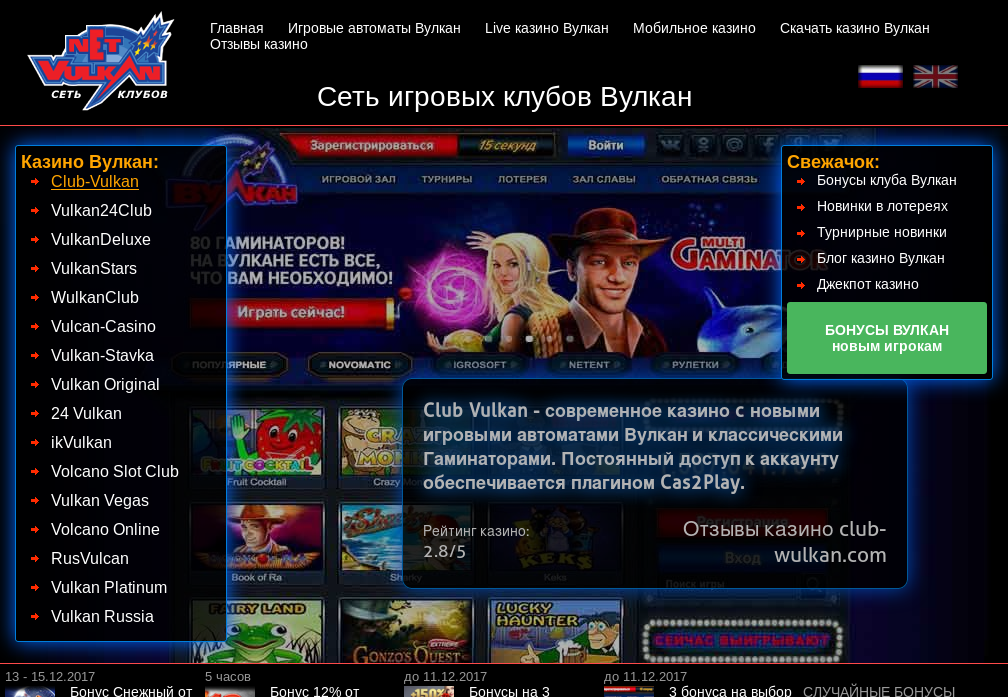 NET
VULKAN
СЕТЬ КЛУБОВ
Главная Игровые автоматы Вулкан Live казино Вулкан Мобильное казино Скачать казино Вулкан
Отзывы казино
Сеть игровых клубов Вулкан
Казино Вулкан:
Club-Vulkan
Vulkan24Club
VulkanDeluxe
VulkanStars
WulkanClub
Vulcan-Casino
Vulkan-Stavka
Vulkan Original
24 Vulkan
ikVulkan
Volcano Slot Club
Vulkan Vegas
Volcano Online
RusVulcan
Vulkan Platinum
Vulkan Russia
ВУЛКАН
Зарегистрироваться 15 секунд Войти
ИГРОВОЙ ЗАЛ ТУРНИРЫ ЛОТЕРЕЯ ЗАЛ СЛАВЫ ОБРАТНАЯ СВЯЗЬ
80 ГАМИНАТОРОВ!
НА ВУЛКАНЕ ЕСТЬ ВСЕ,
ЧТО ВАМ НЕОБХОДИМО!
Играть сейчас!
MULTI
GAMINATOR
ПОПУЛЯРНЫЕ NOVOMATIC IGROSOFT NETENT РУЛЕТКИ
FRUIT COCKTAIL
Fruit Cocktail
Book of Ra
Sharky
KEKS
Keks
FAIRY LAND
GONZO'S QUEST
EXTREME
LUCKY
HAUNTER
Регистрация
Вход
Поиск игры
СЕЙЧАС ВЫИГРЫВАЮТ
Club Vulkan - современное казино с новыми
игровыми автоматами Вулкан и классическими
Гаминаторами. Постоянный доступ к аккаунту
обеспечивается плагином Cas2Play.
Рейтинг казино:
2.8/5
Отзывы казино club-
wulkan.com
Свежачок:
Бонусы клуба Вулкан
Новинки в лотереях
Турнирные новинки
Блог казино Вулкан
Джекпот казино
БОНУСЫ ВУЛКАН
новым игрокам
13 - 15.12.2017 5 часов до 11.12.2017 до 11.12.2017
Бонус Снежный от Бонус 12% от +150% Бонусы на 3 3 бонуса на выбор СЛУЧАЙНЫЕ БОНУСЫ